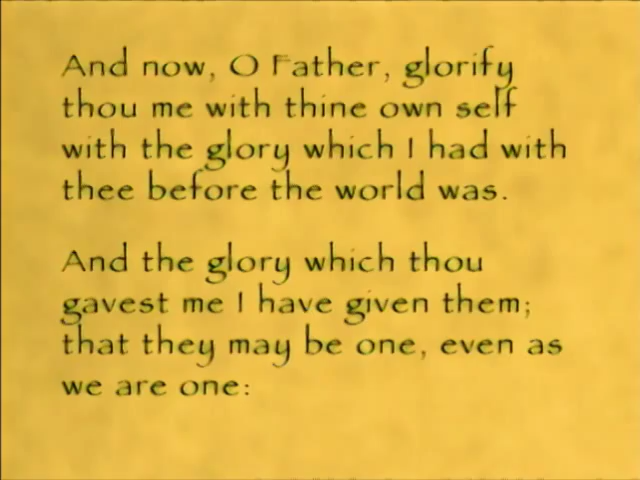 And now, O Father, glorify
thou me with thine own self
with the glory which I had with
thee before the world was.
And the glory which thou
gavest me I have given them;
that they may be one, even as
we are one: